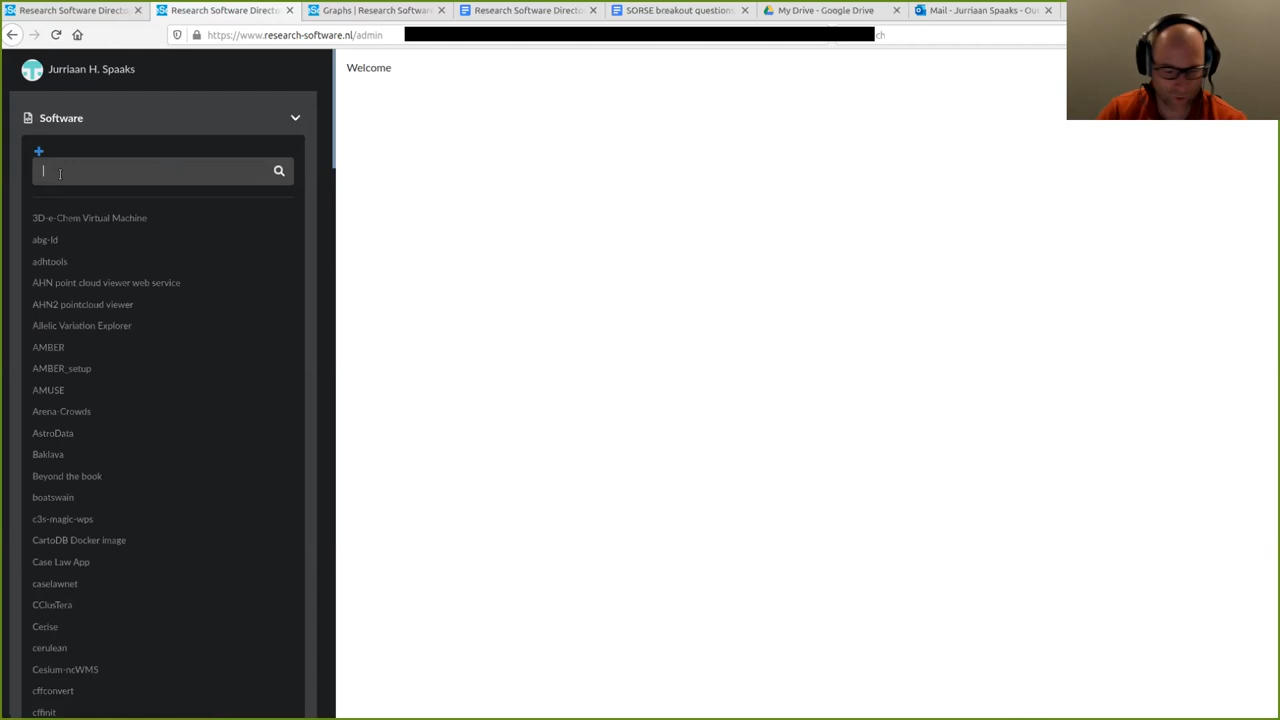 Research Software Directo
Research Software Directo
Graphs | Research Software
Research Software Directo
SORSE breakout questions
My Drive - Google Drive
Mail - Jurriaan Spaaks - Ou
https://www.research-software.nl/admin
ch
Jurriaan H. Spaaks
Welcome
Software
3D-e-Chem Virtual Machine
abg-ld
adhtools
AHN point cloud viewer web service
AHN2 pointcloud viewer
Allelic Variation Explorer
AMBER
AMBER_setup
AMUSE
Arena-Crowds
AstroData
Baklava
Beyond the book
boatswain
c3s-magic-wps
CartoDB Docker image
Case Law App
caselawnet
CClusTera
Cerise
cerulean
Cesium-ncWMS
cffconvert
cffinit